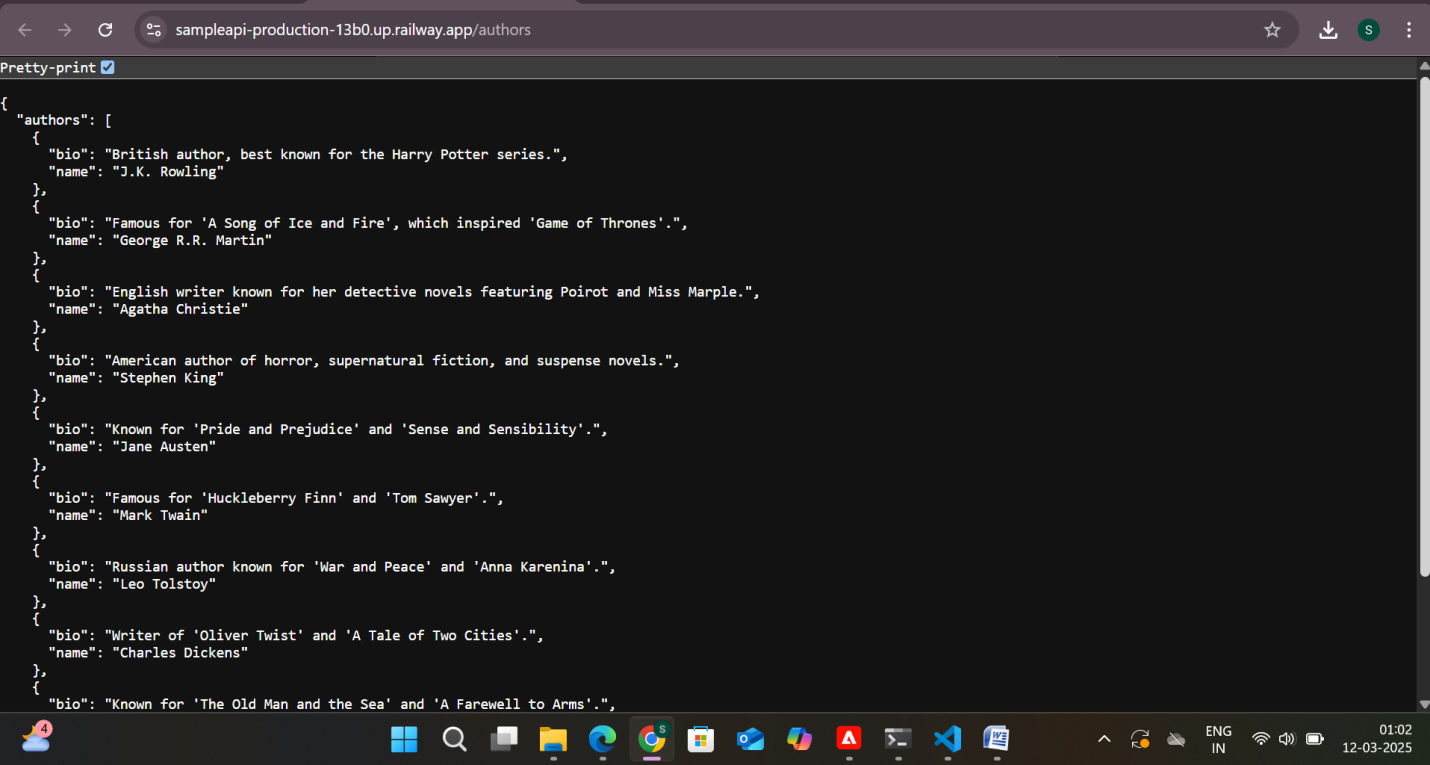 sampleapi-production-13b0.up.railway.app/authors
S
Pretty-print
{
  "authors": [
    {
      "bio": "British author, best known for the Harry Potter series.",
      "name": "J.K. Rowling"
    },
    {
      "bio": "Famous for 'A Song of Ice and Fire', which inspired 'Game of Thrones'.",
      "name": "George R.R. Martin"
    },
    {
      "bio": "English writer known for her detective novels featuring Poirot and Miss Marple.",
      "name": "Agatha Christie"
    },
    {
      "bio": "American author of horror, supernatural fiction, and suspense novels.",
      "name": "Stephen King"
    },
    {
      "bio": "Known for 'Pride and Prejudice' and 'Sense and Sensibility'.",
      "name": "Jane Austen"
    },
    {
      "bio": "Famous for 'Huckleberry Finn' and 'Tom Sawyer'.",
      "name": "Mark Twain"
    },
    {
      "bio": "Russian author known for 'War and Peace' and 'Anna Karenina'.",
      "name": "Leo Tolstoy"
    },
    {
      "bio": "Writer of 'Oliver Twist' and 'A Tale of Two Cities'.",
      "name": "Charles Dickens"
    },
    {
      "bio": "Known for 'The Old Man and the Sea' and 'A Farewell to Arms'.",
4
S
W
ENG
IN
01:02
12-03-2025